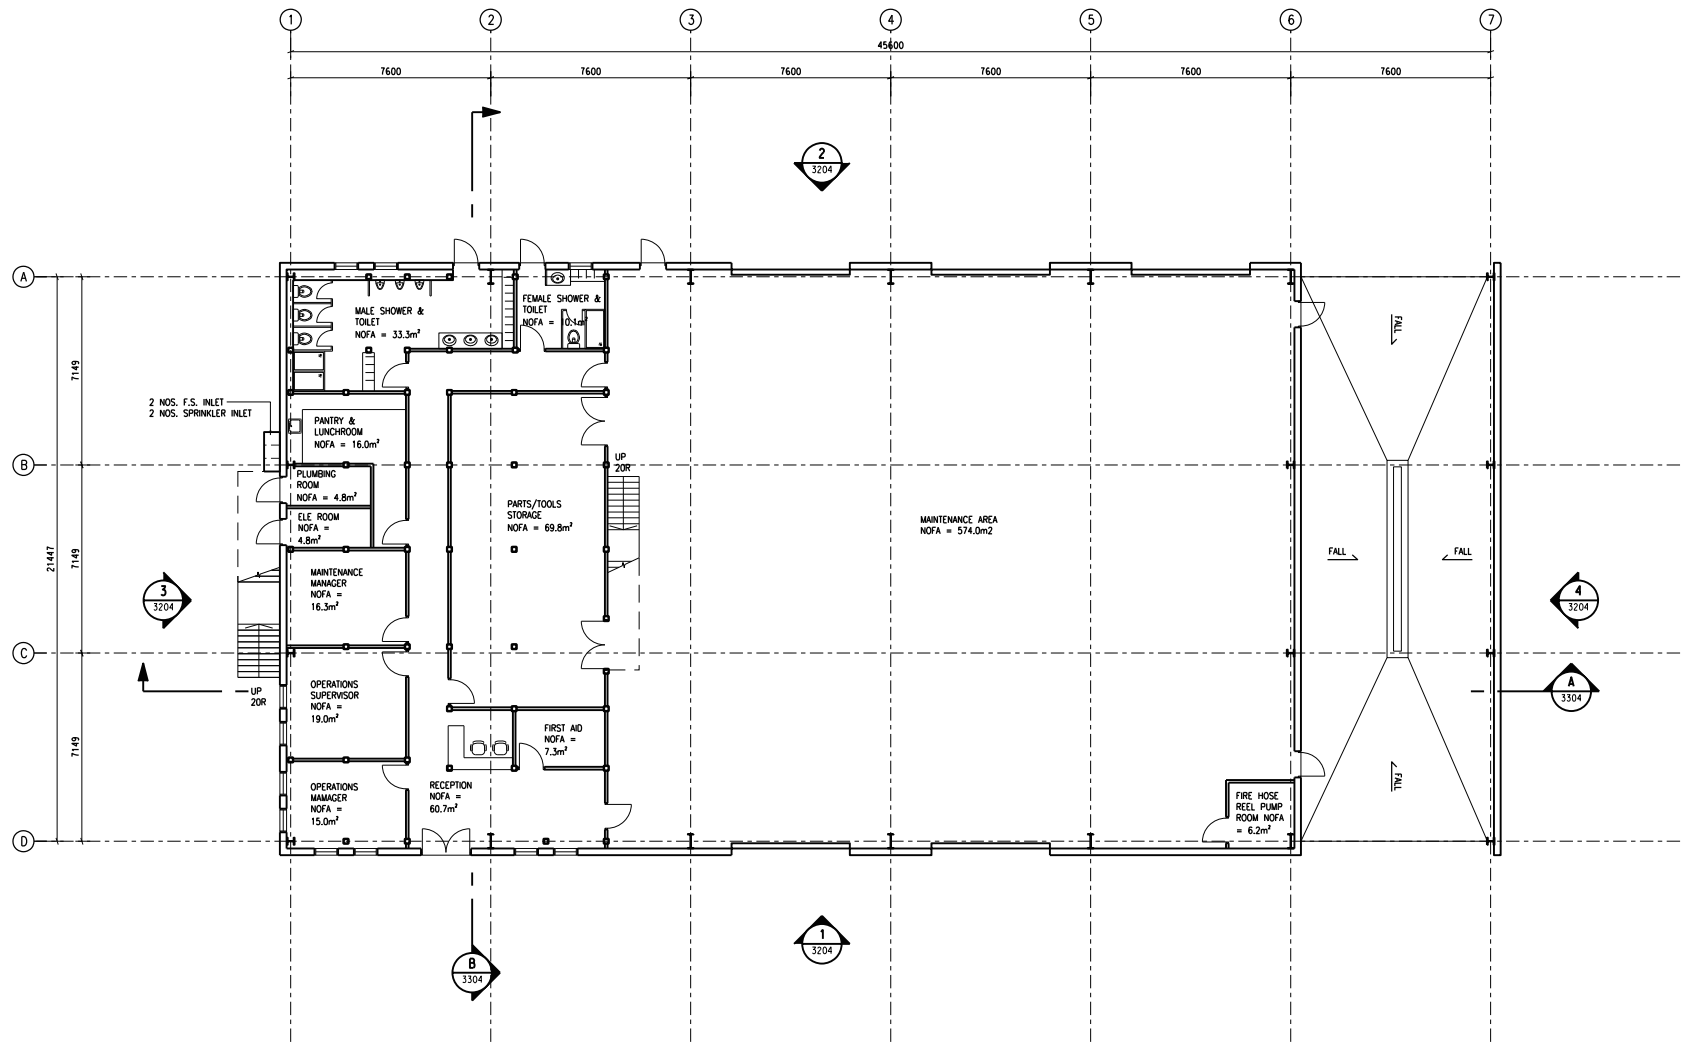 1 2 3 4 5 6 7
45600
7600 7600 7600 7600 7600 7600
2
3204
A
MALE SHOWER &
TOILET
NOFA = 33.3m²
FEMALE SHOWER &
TOILET
NOFA = 10.1m²
FALL
7149
2 NOS. F.S. INLET
2 NOS. SPRINKLER INLET
PANTRY &
LUNCHROOM
NOFA = 16.0m²
B
UP
20R
PLUMBING
ROOM
NOFA = 4.8m²
ELE ROOM
NOFA =
4.8m²
PARTS/TOOLS
STORAGE
NOFA = 69.8m²
MAINTENANCE AREA
NOFA = 574.0m2
21447
7149
FALL
FALL
MAINTENANCE
MANAGER
NOFA =
16.3m²
3
3204
4
3204
C
UP
20R
OPERATIONS
SUPERVISOR
NOFA =
19.0m²
A
3304
7149
FIRST AID
NOFA =
7.3m²
FALL
OPERATIONS
MAMAGER
NOFA =
15.0m²
RECEPTION
NOFA =
60.7m²
FIRE HOSE
REEL PUMP
ROOM NOFA
= 6.2m²
D
1
3204
B
3304